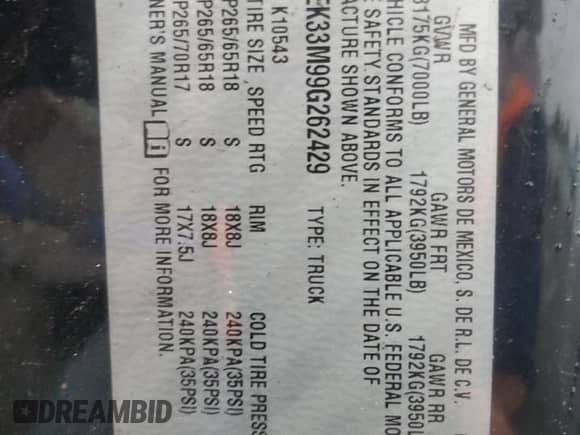 MFD BY GENERAL MOTORS DE MEXICO, S. DE R.L. DE C.V.
GVWR GAWR FRT GAWR RR
3175KG(7000LB) 1792KG(3950LB) 1792KG(3950L
HICLE CONFORMS TO ALL APPLICABLE U.S. FEDERAL MO
E SAFETY STANDARDS IN EFFECT ON THE DATE OF
ACTURE SHOWN ABOVE.
EK33M99G262429 TYPE: TRUCK
K10543
TIRE SIZE , SPEED RTG RIM COLD TIRE PRESS
P265/65R18 S 18X8J 240KPA(35PSI)
P265/65R18 S 18X8J 240KPA(35PSI)
P265/70R17 S 17X7.5J 240KPA(35PSI)
NER'S MANUAL i FOR MORE INFORMATION.
DREAMBID